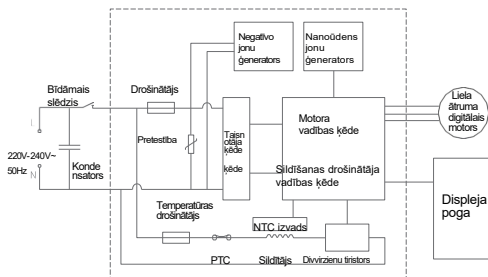 Negatīvo
jonu
ģenerators
Nanoūdens
jonu
ģenerators
Bīdāmais
slēdzis
Drošinātājs
Liela
ātruma
digitālais
motors
L
Pretestība
Taisn
otāja
ķēde
ķēde
Motora
vadības ķēde
220V-240V~
50Hz
Konde
nsators
N
Sildīšanas drošinātāja
vadības ķēde
Temperatūras
drošinātājs
Displeja
poga
NTC izvads
PTC
Sildītājs
Divvirzienu tiristors